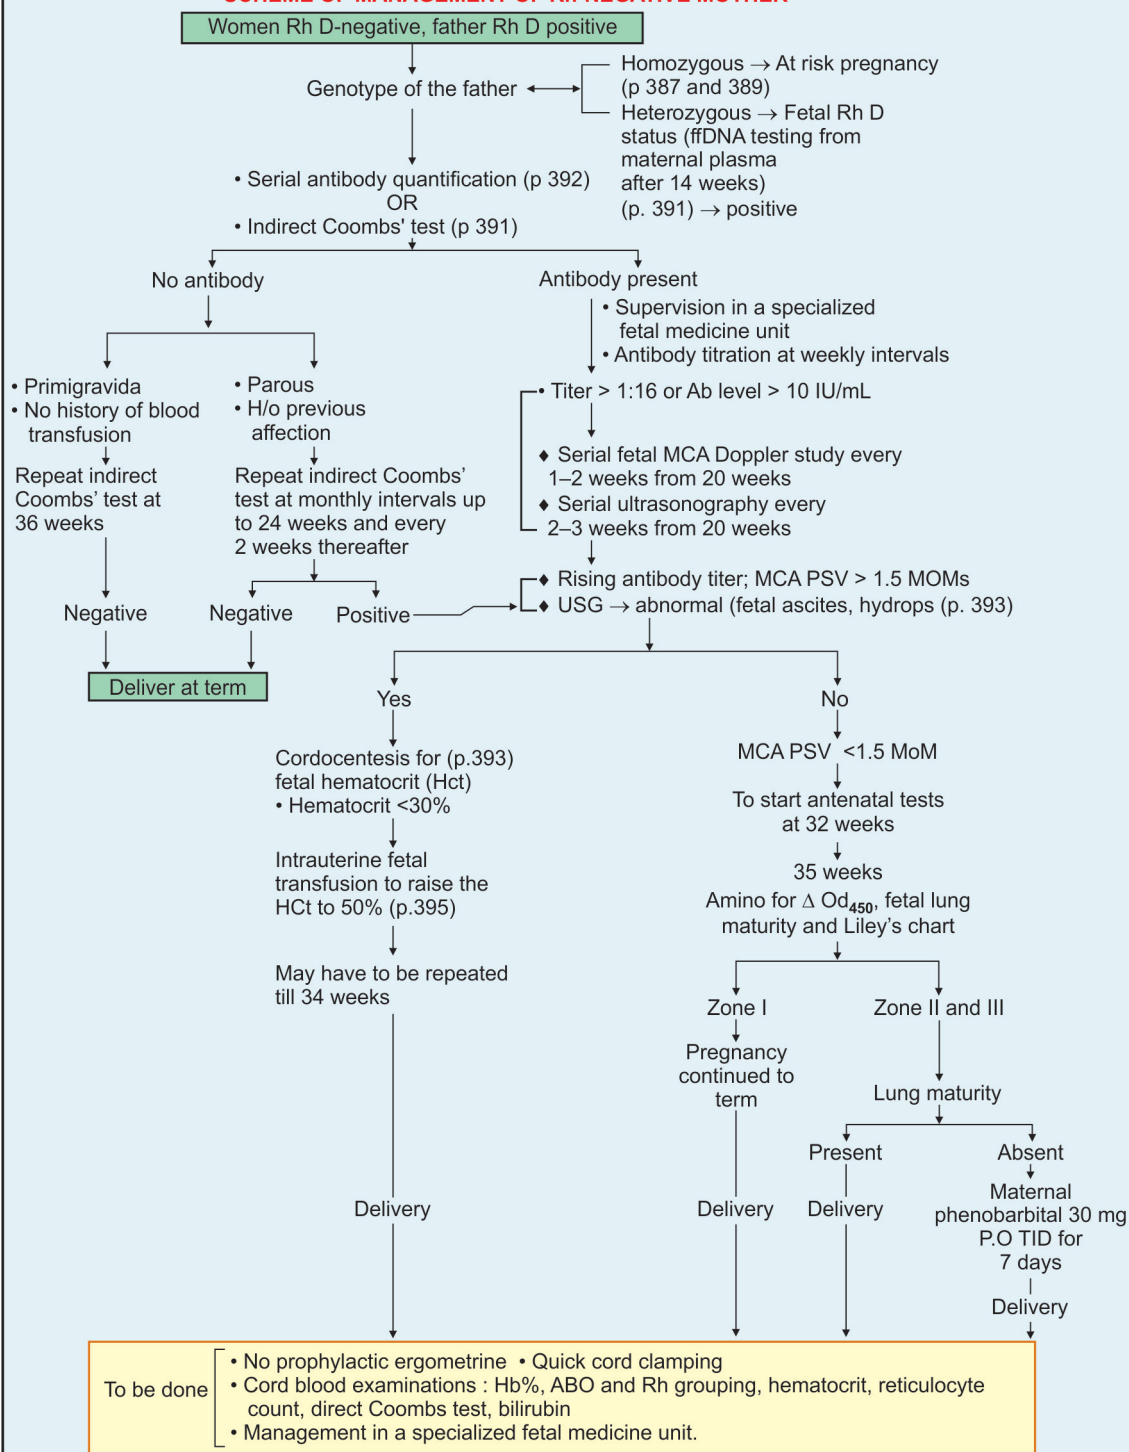 SCHEME OF MANAGEMENT OF Rh-NEGATIVE MOTHER
Women Rh D-negative, father Rh D positive
Genotype of the father
Homozygous → At risk pregnancy
(p 387 and 389)
Heterozygous → Fetal Rh D
status (ffDNA testing from
maternal plasma
after 14 weeks)
(p. 391) → positive
• Serial antibody quantification (p 392)
OR
• Indirect Coombs' test (p 391)
No antibody
Antibody present
• Supervision in a specialized
fetal medicine unit
• Antibody titration at weekly intervals
• Primigravida
• No history of blood
transfusion
Repeat indirect
Coombs’ test at
36 weeks
Negative
• Parous
• H/o previous
affection
Repeat indirect Coombs’
test at monthly intervals up
to 24 weeks and every
2 weeks thereafter
Negative
Positive
Deliver at term
• Titer > 1:16 or Ab level > 10 IU/mL
♦ Serial fetal MCA Doppler study every
1–2 weeks from 20 weeks
♦ Serial ultrasonography every
2–3 weeks from 20 weeks
♦ Rising antibody titer; MCA PSV > 1.5 MOMs
♦ USG → abnormal (fetal ascites, hydrops (p. 393)
Yes
Cordocentesis for (p.393)
fetal hematocrit (Hct)
• Hematocrit <30%
Intrauterine fetal
transfusion to raise the
HCt to 50% (p.395)
May have to be repeated
till 34 weeks
Delivery
No
MCA PSV <1.5 MoM
To start antenatal tests
at 32 weeks
35 weeks
Amino for Δ Od450, fetal lung
maturity and Liley’s chart
Zone I
Pregnancy
continued to
term
Delivery
Zone II and III
Lung maturity
Present
Delivery
Absent
Maternal
phenobarbital 30 mg
P.O TID for
7 days
Delivery
To be done
• No prophylactic ergometrine • Quick cord clamping
• Cord blood examinations : Hb%, ABO and Rh grouping, hematocrit, reticulocyte
count, direct Coombs test, bilirubin
• Management in a specialized fetal medicine unit.